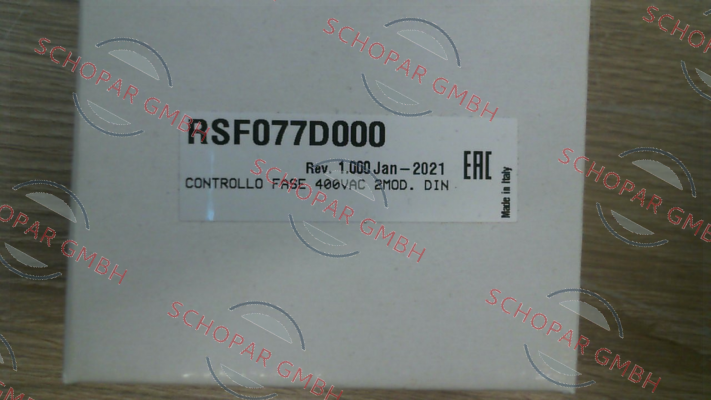 RSF077D000
Rev. 1.000 Jan-2021
EAC
CONTROLLO FASE 400VAC 2MOD. DIN
Made in Italy
SCHOPAR GMBH
SCHOPAR GMBH
SCHOPAR GMBH
SCHOPAR GMBH
SCHOPAR GMBH
SCHOPAR GMBH
SCHOPAR GMBH